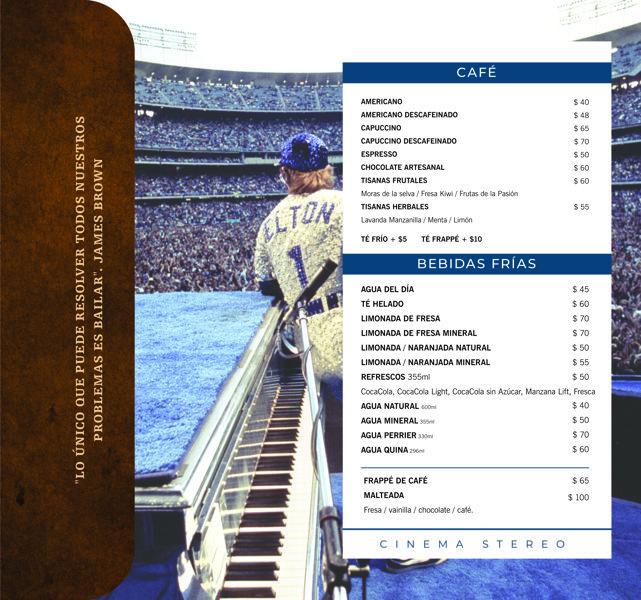 "LO ÚNICO QUE PUEDE RESOLVER TODOS NUESTROS
PROBLEMAS ES BAILAR". JAMES BROWN
ELTON
1
CAFÉ
AMERICANO $ 40
AMERICANO DESCAFEINADO $ 48
CAPUCCINO $ 65
CAPUCCINO DESCAFEINADO $ 70
ESPRESSO $ 50
CHOCOLATE ARTESANAL $ 60
TISANAS FRUTALES $ 60
Moras de la selva / Fresa Kiwi / Frutas de la Pasión
TISANAS HERBALES $ 55
Lavanda Manzanilla / Menta / Limón
TÉ FRÍO + $5 TÉ FRAPPÉ + $10
BEBIDAS FRÍAS
AGUA DEL DÍA $ 45
TÉ HELADO $ 60
LIMONADA DE FRESA $ 70
LIMONADA DE FRESA MINERAL $ 70
LIMONADA / NARANJADA NATURAL $ 50
LIMONADA / NARANJADA MINERAL $ 55
REFRESCOS 355ml $ 50
CocaCola, CocaCola Light, CocaCola sin Azúcar, Manzana Lift, Fresca
AGUA NATURAL 600ml $ 40
AGUA MINERAL 355ml $ 50
AGUA PERRIER 330ml $ 70
AGUA QUINA 296ml $ 60
FRAPPÉ DE CAFÉ $ 65
MALTEADA $ 100
Fresa / vainilla / chocolate / café.
CINEMA STEREO